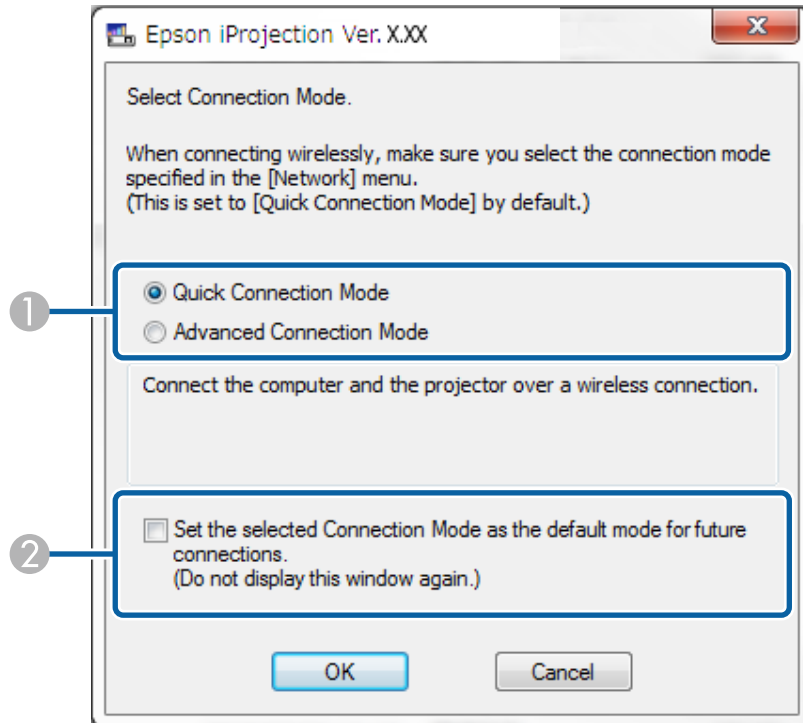 Epson iProjection Ver. X.XX
Select Connection Mode.
When connecting wirelessly, make sure you select the connection mode
specified in the [Network] menu.
(This is set to [Quick Connection Mode] by default.)
1
Quick Connection Mode
Advanced Connection Mode
Connect the computer and the projector over a wireless connection.
2
Set the selected Connection Mode as the default mode for future
connections.
(Do not display this window again.)
OK
Cancel